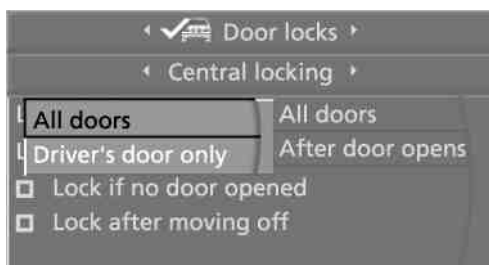 Door locks
Central locking
All doors All doors
Driver's door only After door opens
Lock if no door opened
Lock after moving off